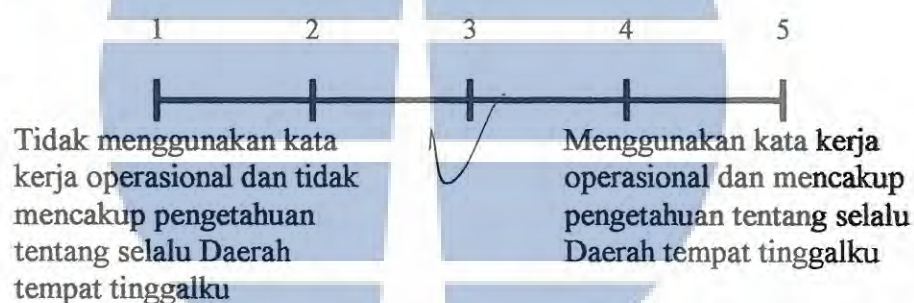 1 2 3 4 5
Tidak menggunakan kata
kerja operasional dan tidak
mencakup pengetahuan
tentang selalu Daerah
tempat tinggalku
Menggunakan kata kerja
operasional dan mencakup
pengetahuan tentang selalu
Daerah tempat tinggalku